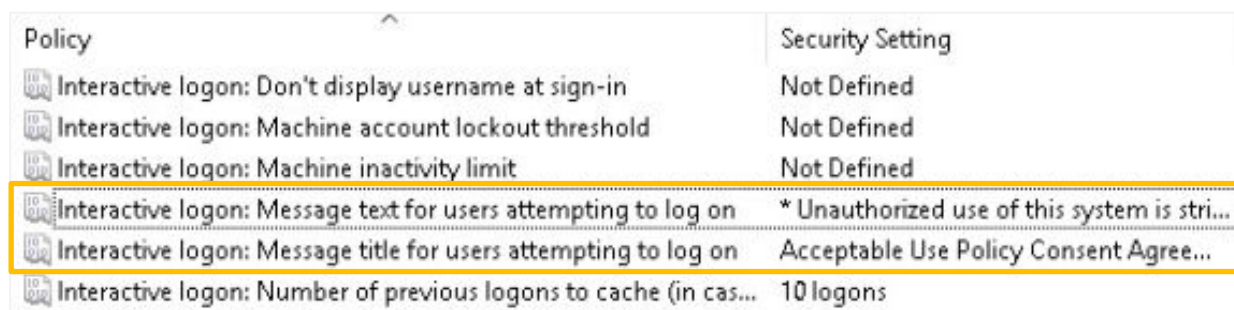 Policy Security Setting
Interactive logon: Don't display username at sign-in Not Defined
Interactive logon: Machine account lockout threshold Not Defined
Interactive logon: Machine inactivity limit Not Defined
Interactive logon: Message text for users attempting to log on * Unauthorized use of this system is stri...
Interactive logon: Message title for users attempting to log on Acceptable Use Policy Consent Agree...
Interactive logon: Number of previous logons to cache (in cas... 10 logons